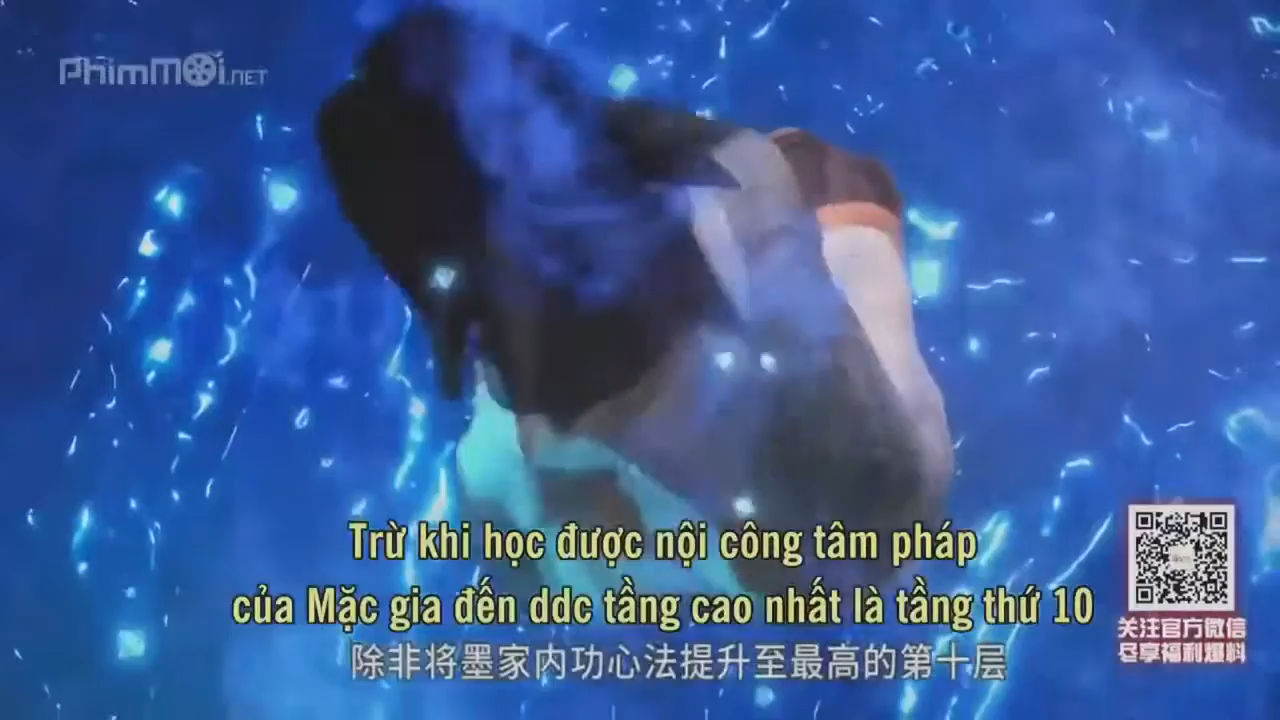 PhimMỚi.NET
Trừ khi học được nội công tâm pháp
của Mặc gia đến ddc tầng cao nhất là tầng thứ 10
除非将墨家内功心法提升至最高的第十层
关注官方微信
尽享福利爆料